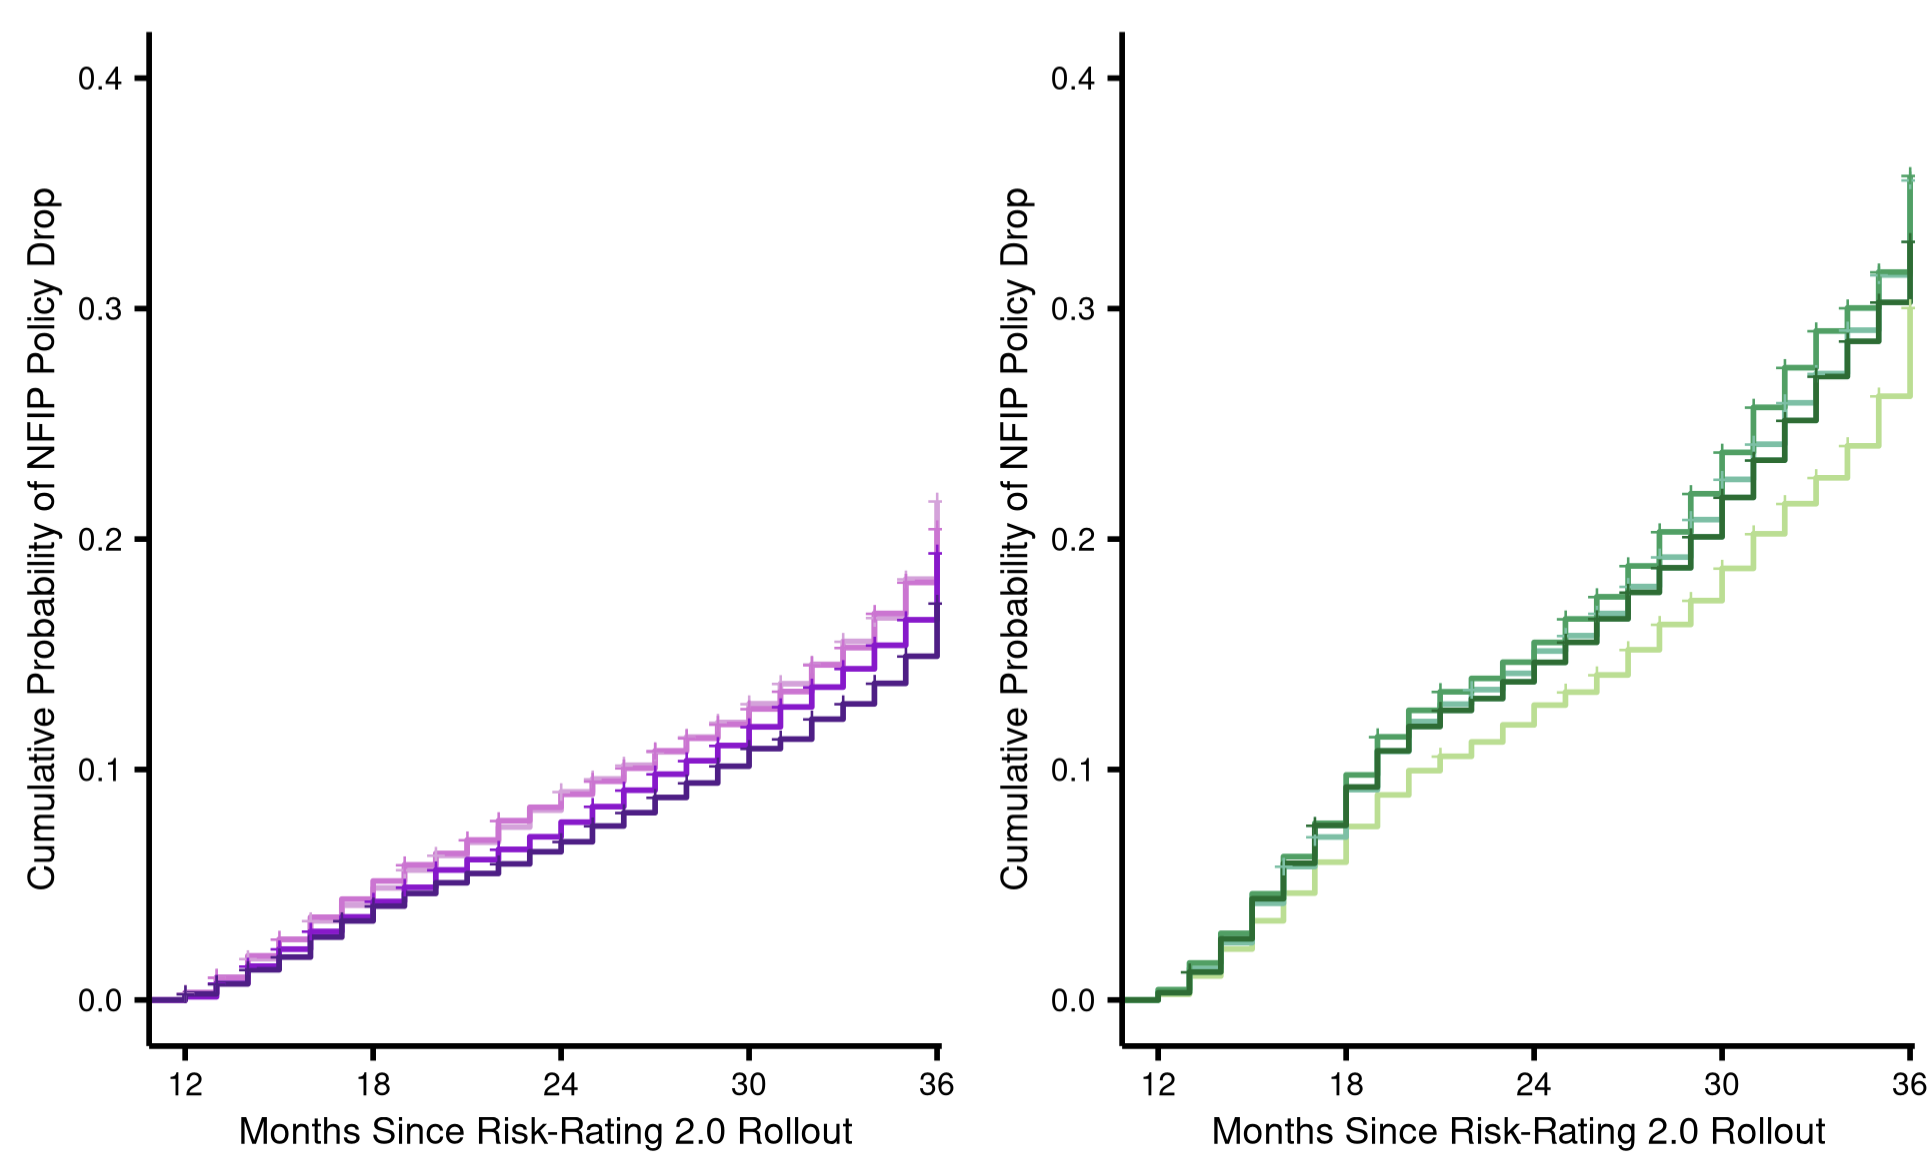 Cumulative Probability of NFIP Policy Drop
0.4
0.3
0.2
0.1
0.0
12 18 24 30 36
Months Since Risk-Rating 2.0 Rollout
Cumulative Probability of NFIP Policy Drop
0.4
0.3
0.2
0.1
0.0
12 18 24 30 36
Months Since Risk-Rating 2.0 Rollout